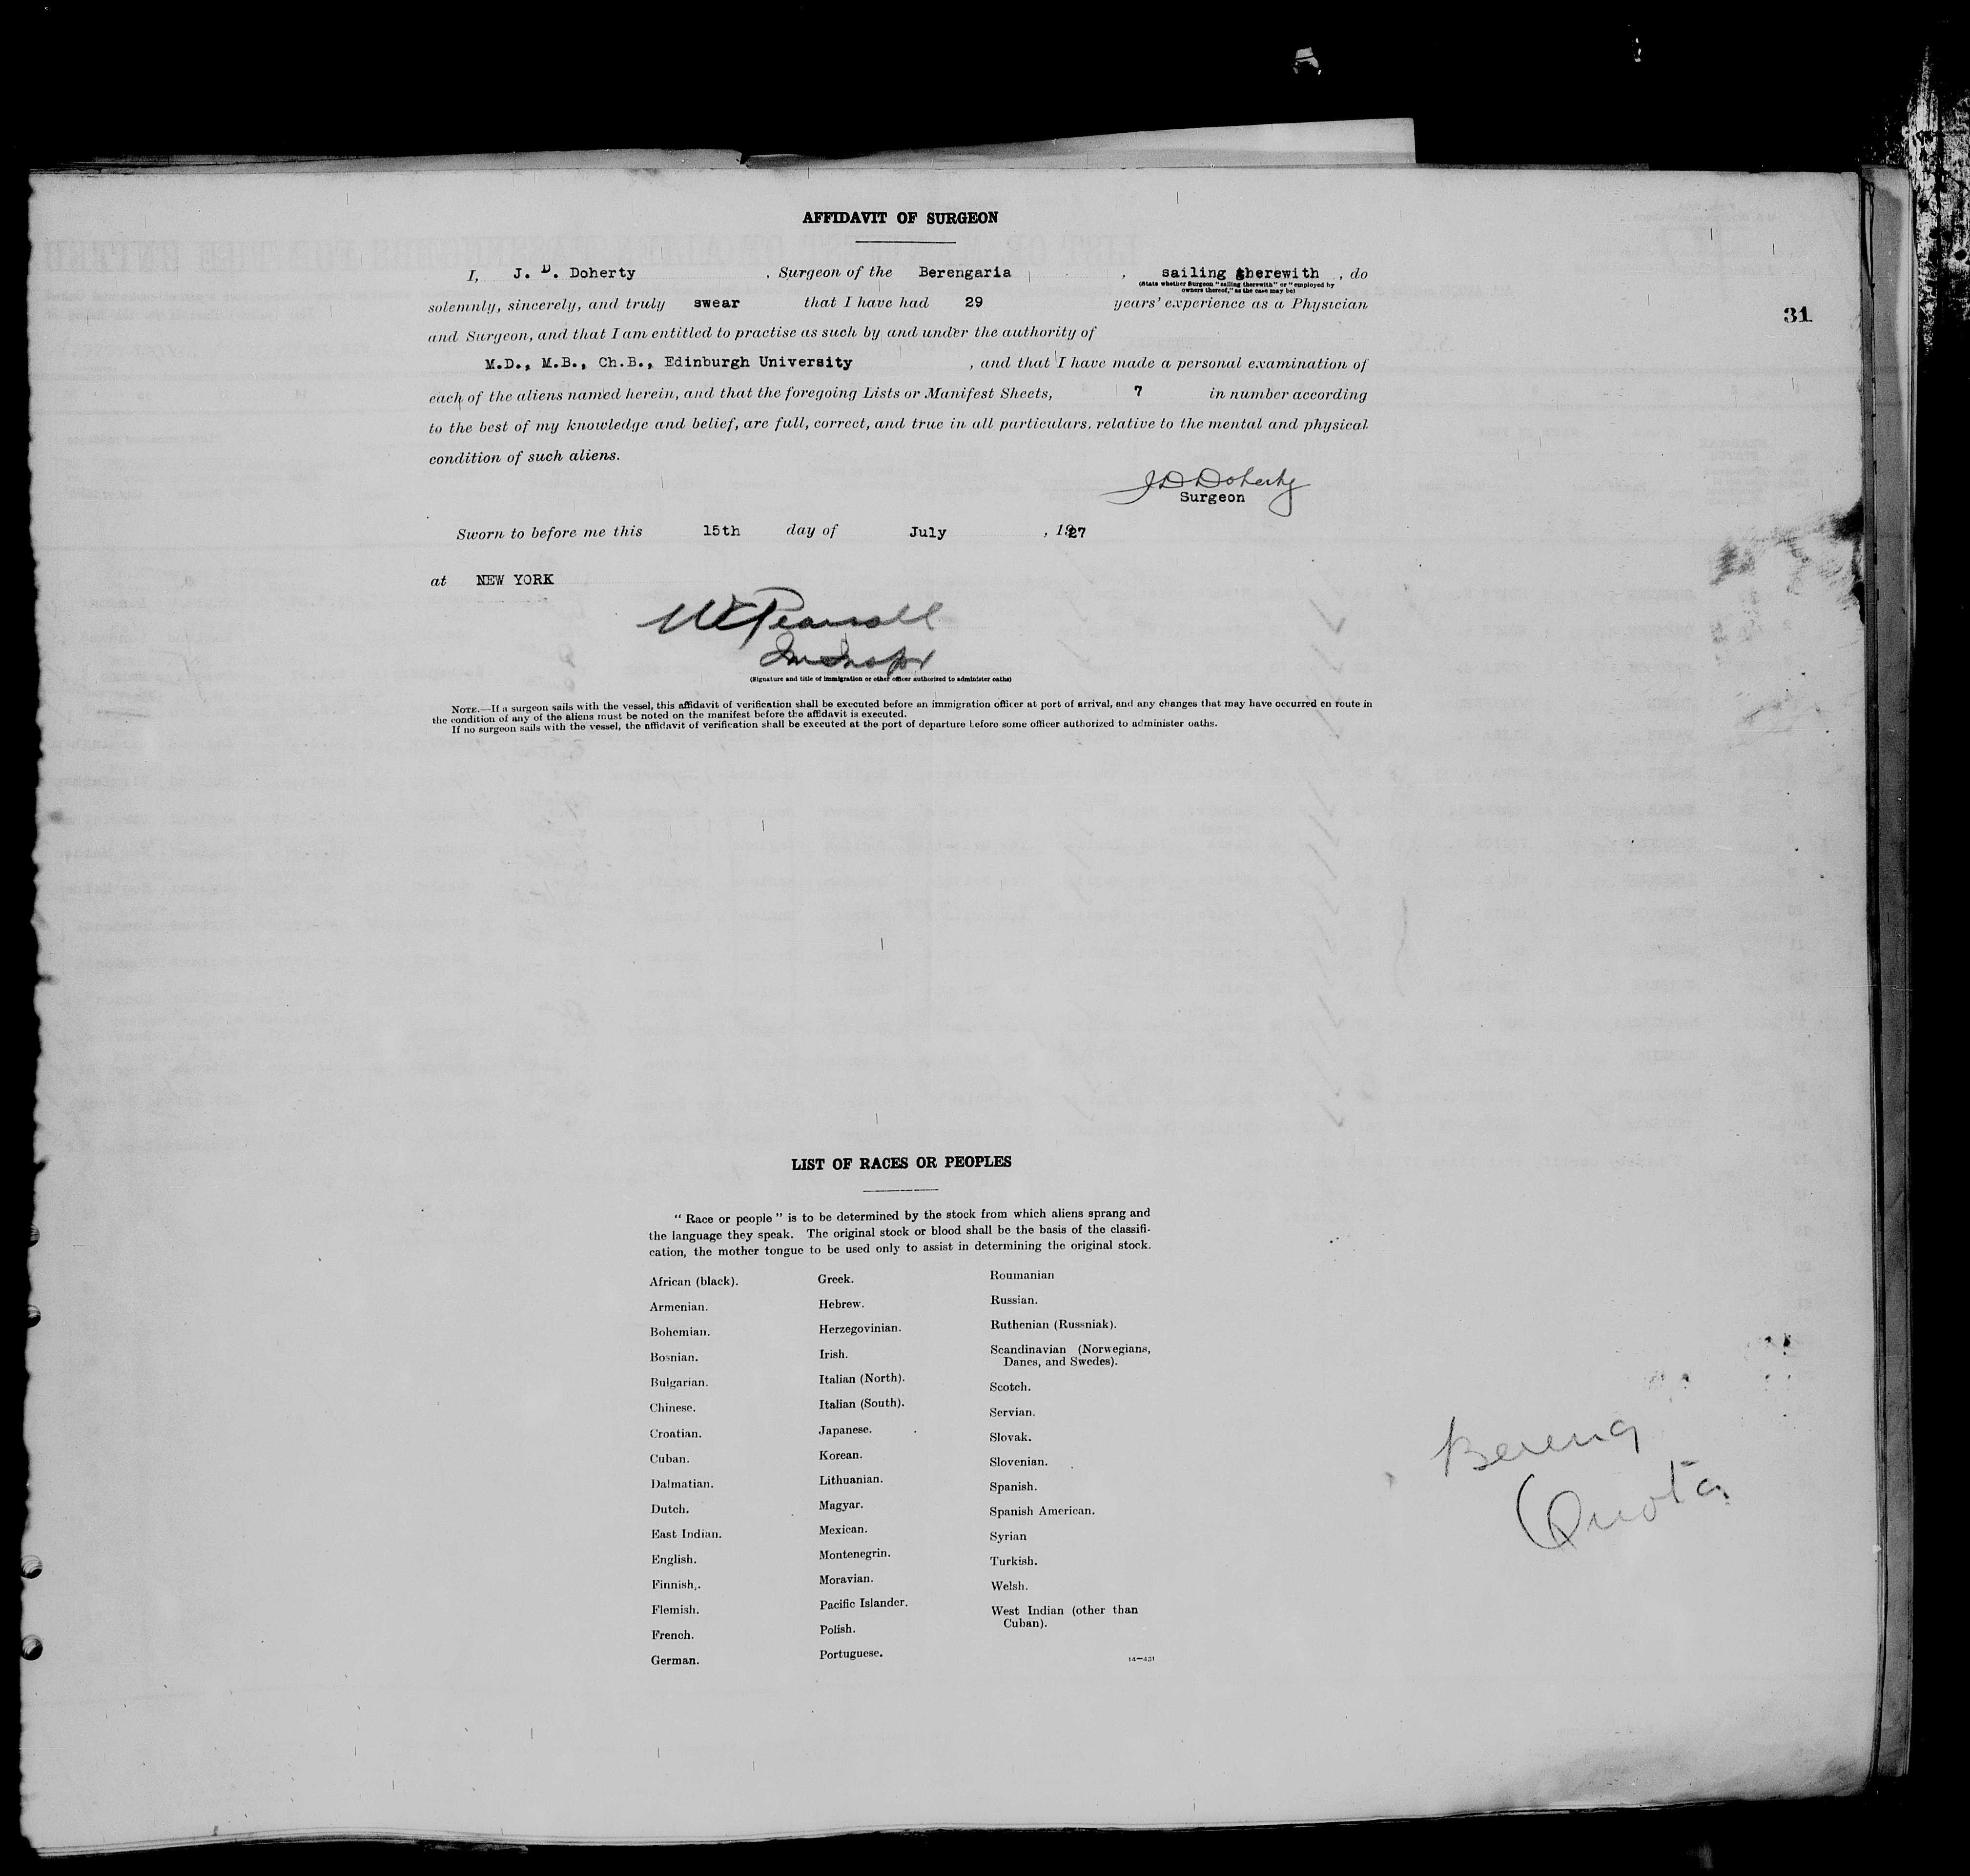 AFFIDAVIT OF SURGEON
I, J. D. Doherty , Surgeon of the Berengaria , sailing therewith , do
(State whether Surgeon "sailing therewith" or "employed by
owners thereof," as the case may be)
solemnly, sincerely, and truly swear that I have had 29 years' experience as a Physician
31
and Surgeon, and that I am entitled to practise as such by and under the authority of
M.D., M.B., Ch.B., Edinburgh University , and that I have made a personal examination of
each of the aliens named herein, and that the foregoing Lists or Manifest Sheets, 7 in number according
to the best of my knowledge and belief, are full, correct, and true in all particulars, relative to the mental and physical
condition of such aliens.
J D Doherty
Surgeon
Sworn to before me this 15th day of July , 1927
at NEW YORK
Inspector
(Signature and title of immigration or other officer authorized to administer oaths)
NOTE.—If a surgeon sails with the vessel, this affidavit of verification shall be executed before an immigration officer at port of arrival, and any changes that may have occurred en route in
the condition of any of the aliens must be noted on the manifest before the affidavit is executed.
If no surgeon sails with the vessel, the affidavit of verification shall be executed at the port of departure before some officer authorized to administer oaths.
LIST OF RACES OR PEOPLES
"Race or people" is to be determined by the stock from which aliens sprang and
the language they speak. The original stock or blood shall be the basis of the classifi-
cation, the mother tongue to be used only to assist in determining the original stock.
African (black).
Armenian.
Bohemian.
Bosnian.
Bulgarian.
Chinese.
Croatian.
Cuban.
Dalmatian.
Dutch.
East Indian.
English.
Finnish.
Flemish.
French.
German.
Greek.
Hebrew.
Herzegovinian.
Irish.
Italian (North).
Italian (South).
Japanese.
Korean.
Lithuanian.
Magyar.
Mexican.
Montenegrin.
Moravian.
Pacific Islander.
Polish.
Portuguese.
Roumanian
Russian.
Ruthenian (Russniak).
Scandinavian (Norwegians,
Danes, and Swedes).
Scotch.
Servian.
Slovak.
Slovenian.
Spanish.
Spanish American.
Syrian
Turkish.
Welsh.
West Indian (other than
Cuban).
14—431
Bereng
Quota